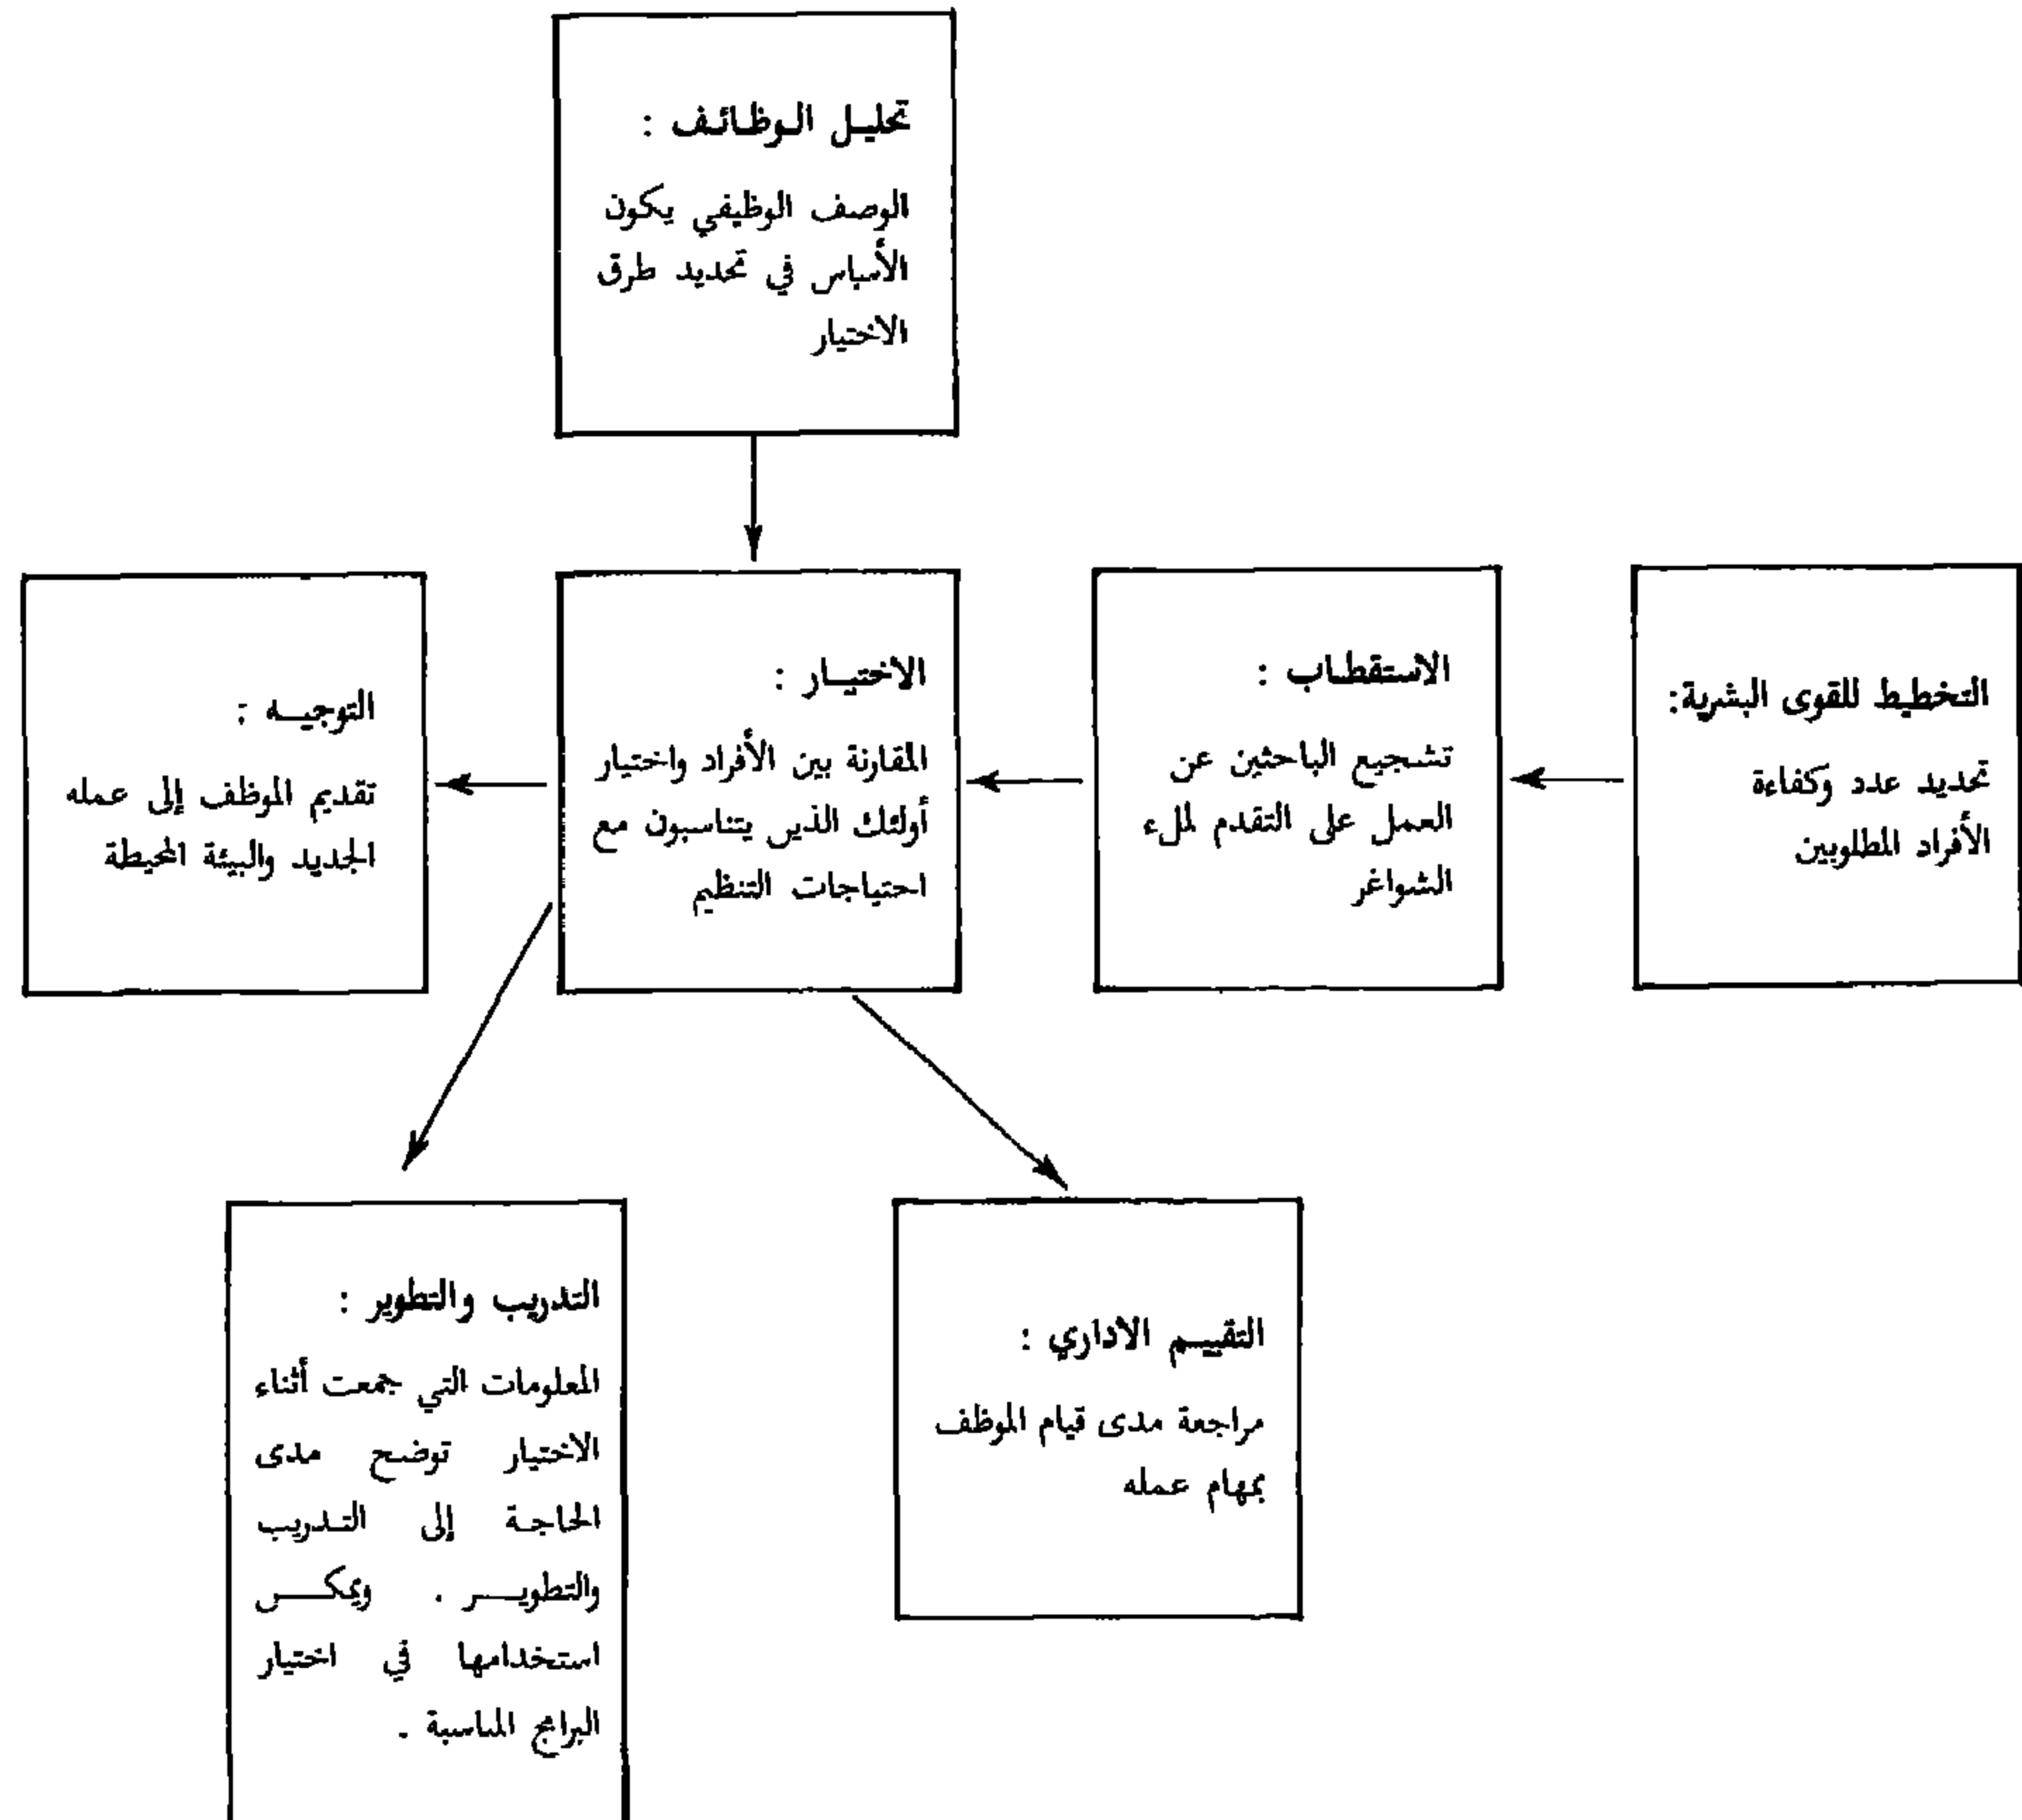 تحليل الوظائف :
الوصف الوظيفي يكون
الأساس في تحديد طرق
الاختيار
التخطيط للقوى البشرية:
تحديد عدد وكفاءة
الأفراد المطلوبين
الاستقطاب :
تشجيع الباحثين عن
العمل على التقدم لملء
الشواغر
الاختيار :
المقارنة بين الأفراد واختيار
أولئك الذين يتناسبون مع
احتياجات التنظيم
التوجيه :
تقديم الموظف إلى عمله
الجديد والبيئة المحيطة
التقييم الاداري :
مراجعة مدى قيام الموظف
بمهام عمله
التدريب والتطوير :
المعلومات التي جمعت أثناء
الاختيار توضح مدى
الحاجة إلى التدريب
والتطوير . ويمكن
استخدامها في اختيار
البرامج المناسبة .